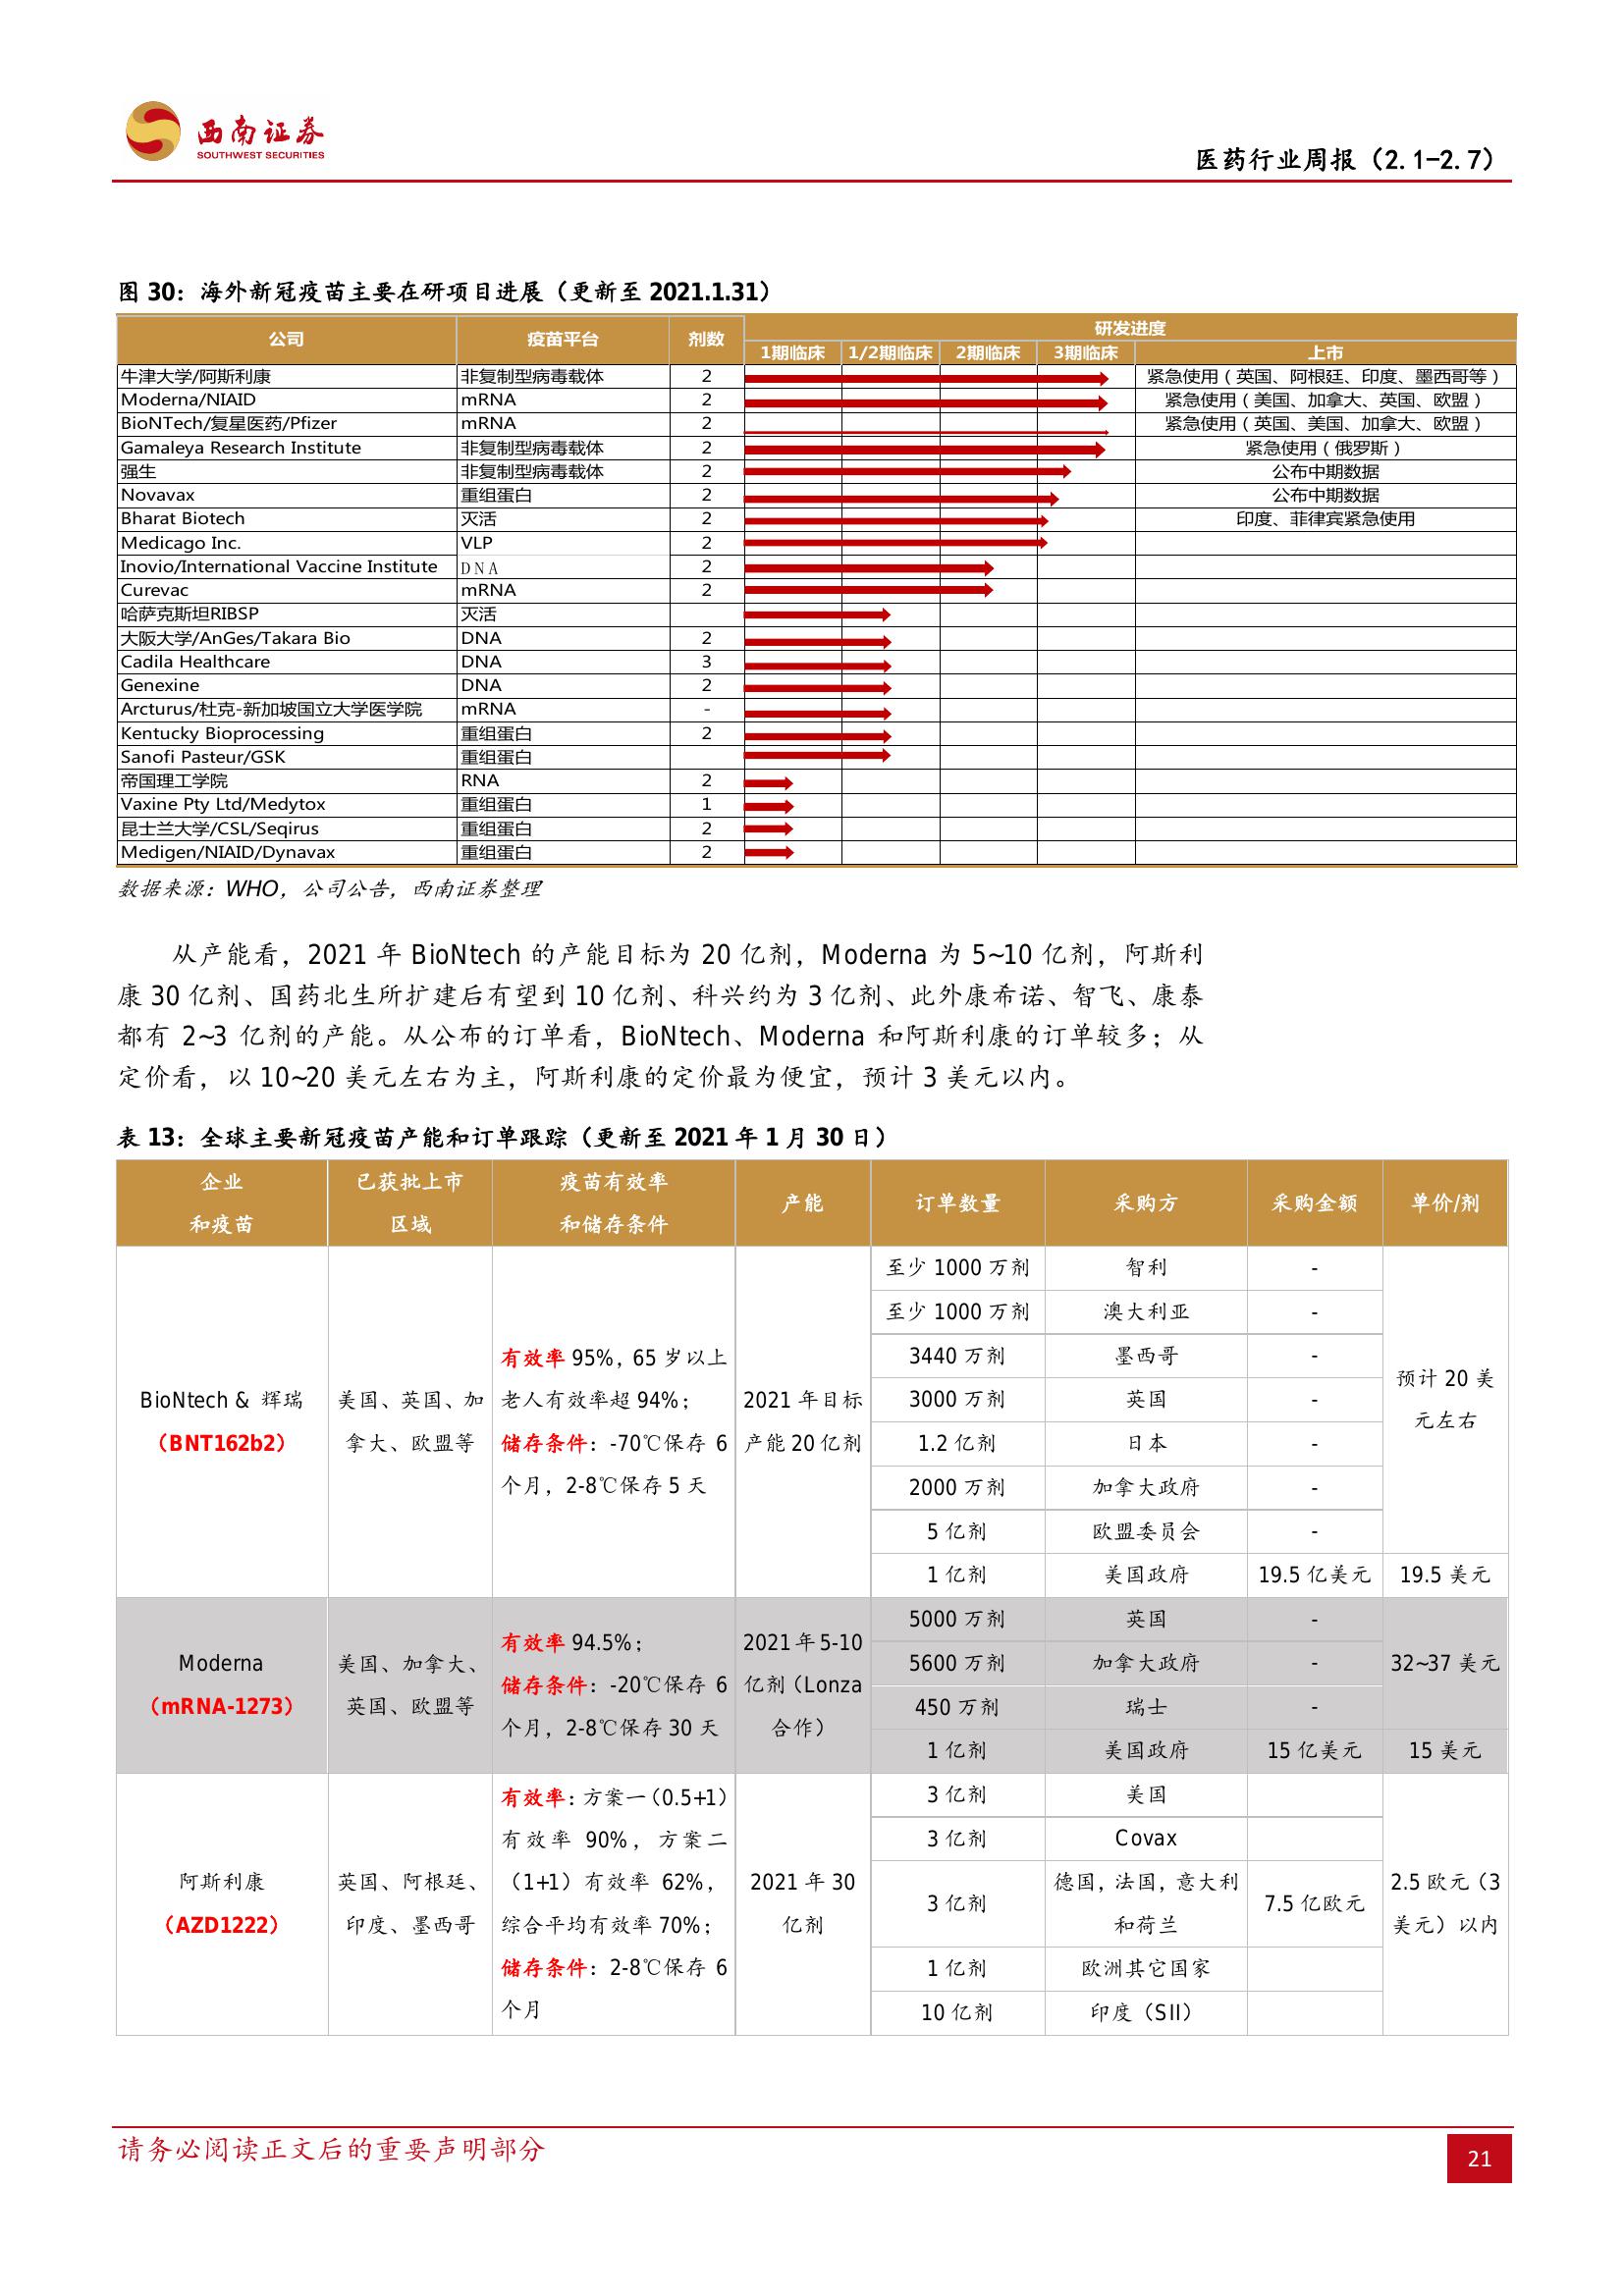 西南证券
SOUTHWEST SECURITIES
医药行业周报（2.1-2.7）
图 30：海外新冠疫苗主要在研项目进展（更新至 2021.1.31）
公司 疫苗平台 剂数 研发进度
1期临床 1/2期临床 2期临床 3期临床 上市
牛津大学/阿斯利康 非复制型病毒载体 2 紧急使用（英国、阿根廷、印度、墨西哥等）
Moderna/NIAID mRNA 2 紧急使用（美国、加拿大、英国、欧盟）
BioNTech/复星医药/Pfizer mRNA 2 紧急使用（英国、美国、加拿大、欧盟）
Gamaleya Research Institute 非复制型病毒载体 2 紧急使用（俄罗斯）
强生 非复制型病毒载体 2 公布中期数据
Novavax 重组蛋白 2 公布中期数据
Bharat Biotech 灭活 2 印度、菲律宾紧急使用
Medicago Inc. VLP 2
Inovio/International Vaccine Institute DNA 2
Curevac mRNA 2
哈萨克斯坦RIBSP 灭活
大阪大学/AnGes/Takara Bio DNA 2
Cadila Healthcare DNA 3
Genexine DNA 2
Arcturus/杜克-新加坡国立大学医学院 mRNA -
Kentucky Bioprocessing 重组蛋白 2
Sanofi Pasteur/GSK 重组蛋白
帝国理工学院 RNA 2
Vaxine Pty Ltd/Medytox 重组蛋白 1
昆士兰大学/CSL/Seqirus 重组蛋白 2
Medigen/NIAID/Dynavax 重组蛋白 2
数据来源：WHO，公司公告，西南证券整理
从产能看，2021 年 BioNtech 的产能目标为 20 亿剂，Moderna 为 5~10 亿剂，阿斯利
康 30 亿剂、国药北生所扩建后有望到 10 亿剂、科兴约为 3 亿剂、此外康希诺、智飞、康泰
都有 2~3 亿剂的产能。从公布的订单看，BioNtech、Moderna 和阿斯利康的订单较多；从
定价看，以 10~20 美元左右为主，阿斯利康的定价最为便宜，预计 3 美元以内。
表 13：全球主要新冠疫苗产能和订单跟踪（更新至 2021 年 1 月 30 日）
企业
和疫苗
已获批上市
区域
疫苗有效率
和储存条件
产能
订单数量
采购方
采购金额
单价/剂
BioNtech & 辉瑞
（BNT162b2）
美国、英国、加
拿大、欧盟等
有效率 95%，65 岁以上
老人有效率超 94%；
储存条件：-70℃保存 6
个月，2-8℃保存 5 天
2021 年目标
产能 20 亿剂
至少 1000 万剂 智利 -
至少 1000 万剂 澳大利亚 -
3440 万剂 墨西哥 -
3000 万剂 英国 -
1.2 亿剂 日本 -
2000 万剂 加拿大政府 -
5 亿剂 欧盟委员会 -
预计 20 美
元左右
1 亿剂 美国政府 19.5 亿美元 19.5 美元
Moderna
（mRNA-1273）
美国、加拿大、
英国、欧盟等
有效率 94.5%；
储存条件：-20℃保存 6
个月，2-8℃保存 30 天
2021 年 5-10
亿剂（Lonza
合作）
5000 万剂 英国 -
5600 万剂 加拿大政府 -
450 万剂 瑞士 -
32~37 美元
1 亿剂 美国政府 15 亿美元 15 美元
阿斯利康
（AZD1222）
英国、阿根廷、
印度、墨西哥
有效率：方案一（0.5+1）
有效率 90%，方案二
（1+1）有效率 62%，
综合平均有效率 70%；
储存条件：2-8℃保存 6
个月
2021 年 30
亿剂
3 亿剂 美国
3 亿剂 Covax
3 亿剂 德国，法国，意大利
和荷兰 7.5 亿欧元
1 亿剂 欧洲其它国家
10 亿剂 印度（SII）
2.5 欧元（3
美元）以内
请务必阅读正文后的重要声明部分
21